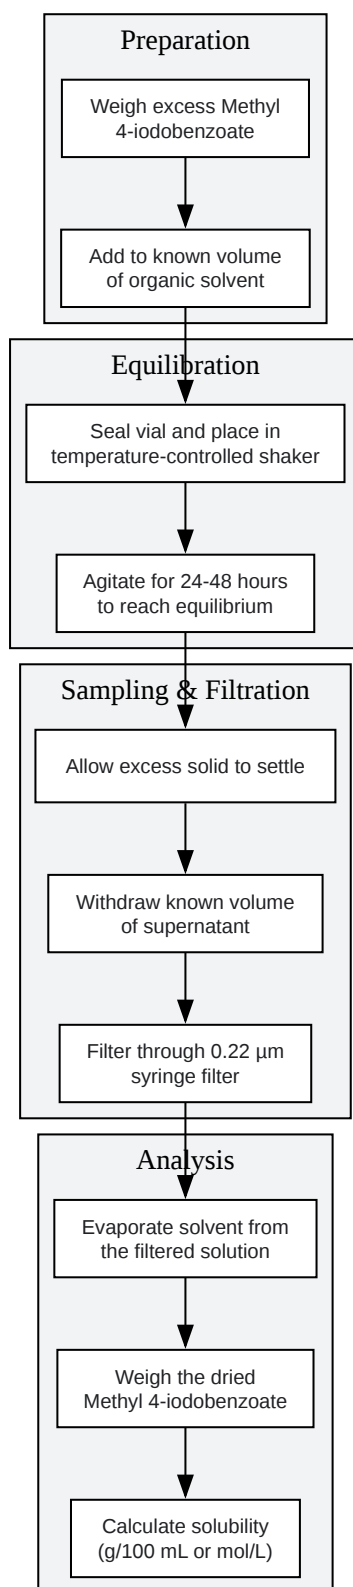 Preparation
Weigh excess Methyl
4-iodobenzoate
Add to known volume
of organic solvent
Equilibration
Seal vial and place in
temperature-controlled shaker
Agitate for 24-48 hours
to reach equilibrium
Sampling & Filtration
Allow excess solid to settle
Withdraw known volume
of supernatant
Filter through 0.22 µm
syringe filter
Analysis
Evaporate solvent from
the filtered solution
Weigh the dried
Methyl 4-iodobenzoate
Calculate solubility
(g/100 mL or mol/L)